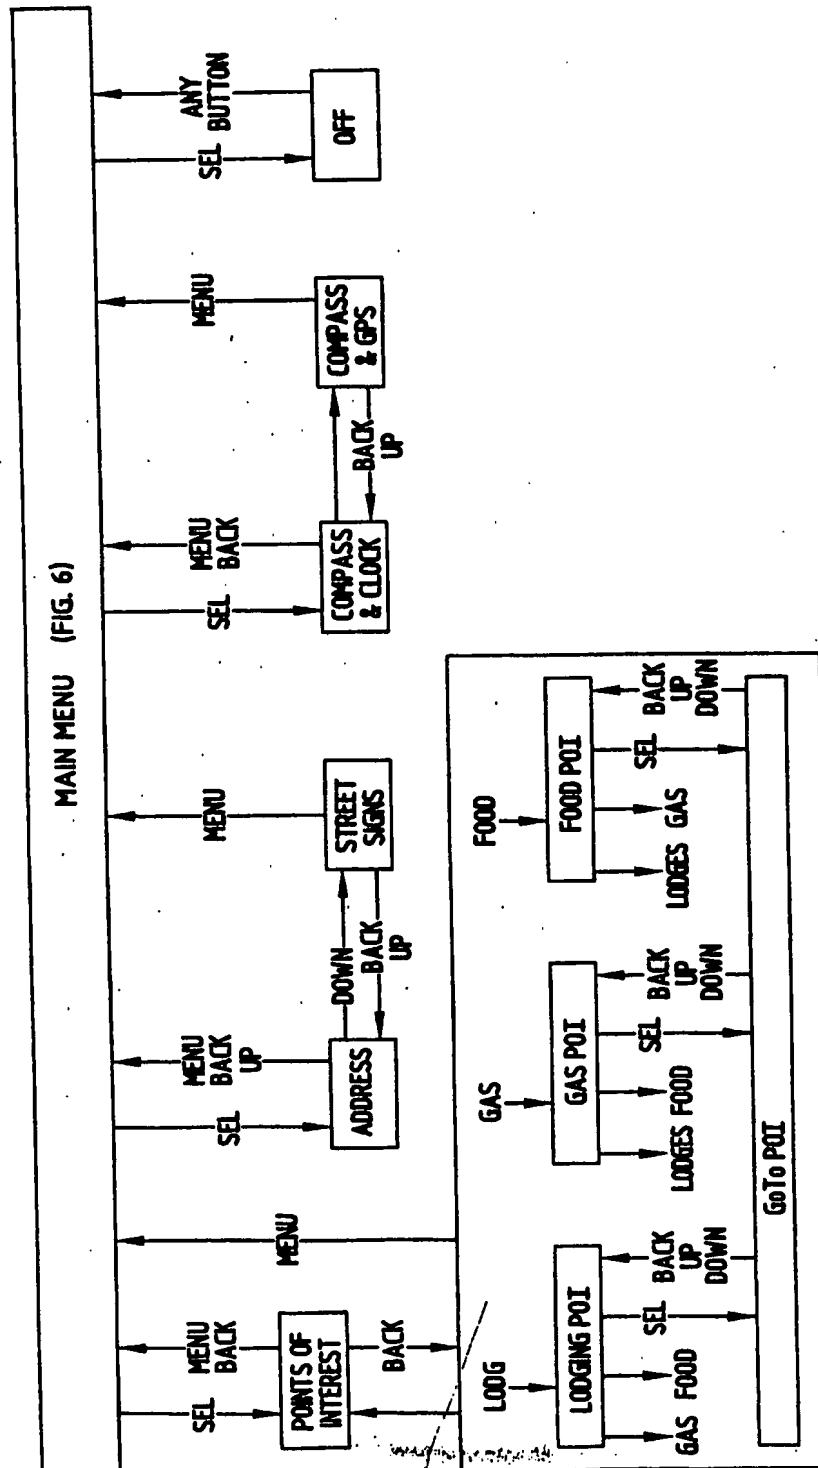 MAIN MENU (FIG. 6)
SEL
MENU
BACK
POINTS OF
INTEREST
BACK
MENU
SEL
MENU
BACK
UP
ADDRESS
DOWN
BACK
UP
STREET
SIGNS
MENU
SEL
MENU
BACK
COMPASS
& CLOCK
BACK
UP
COMPASS
& GPS
MENU
SEL
ANY
BUTTON
OFF
LODG
LODGING POI
GAS FOOD
SEL
BACK
UP
DOWN
GAS
GAS POI
LODGES FOOD
SEL
BACK
UP
DOWN
FOOD
FOOD POI
LODGES GAS
SEL
BACK
UP
DOWN
GoTo POI